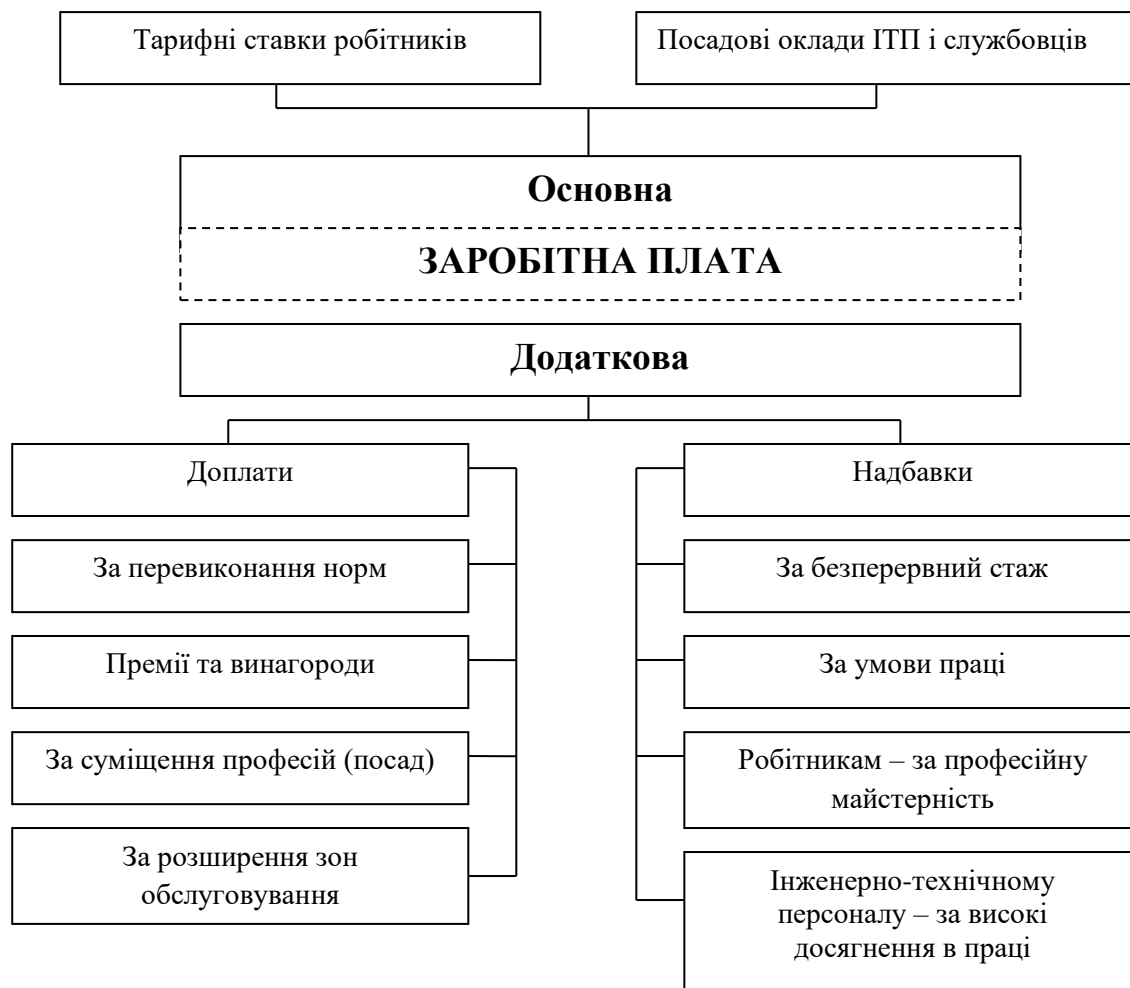 Тарифні ставки робітників
Посадові оклади ІТП і службовців
Основна
ЗАРОБІТНА ПЛАТА
Додаткова
Доплати
За перевиконання норм
Премії та винагороди
За суміщення професій (посад)
За розширення зон
обслуговування
Надбавки
За безперервний стаж
За умови праці
Робітникам – за професійну
майстерність
Інженерно-технічному
персоналу – за високі
досягнення в праці